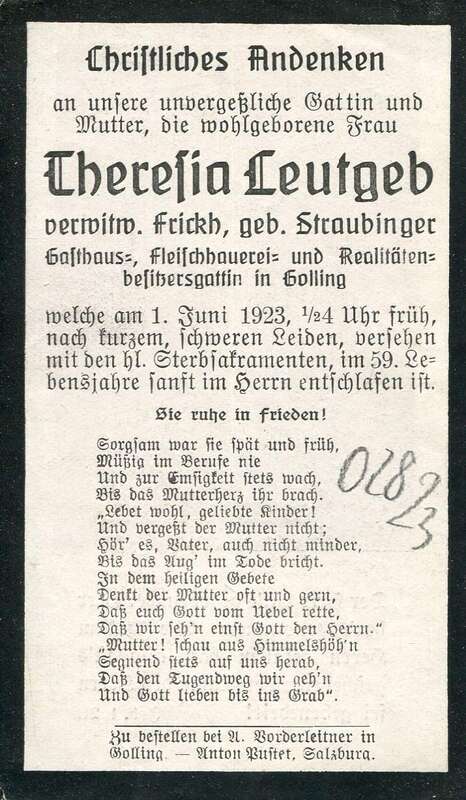 Christliches Andenken
an unsere unvergeßliche Gattin und
Mutter, die wohlgeborene Frau
Theresia Leutgeb
verwitw. Frickh, geb. Straubinger
Gasthaus-, Fleischhauerei- und Realitäten-
besitzersgattin in Golling
welche am 1. Juni 1923, ½4 Uhr früh,
nach kurzem, schweren Leiden, versehen
mit den hl. Sterbsakramenten, im 59. Le-
bensjahre sanft im Herrn entschlafen ist.
Sie ruhe in Frieden!
Sorgsam war sie spät und früh,
Müßig im Berufe nie
Und zur Emsigkeit stets wach,
Bis das Mutterherz ihr brach.
„Lebet wohl, geliebte Kinder!
Und vergeßt der Mutter nicht;
Hör' es, Vater, auch nicht minder,
Bis das Aug' im Tode bricht.
In dem heiligen Gebete
Denkt der Mutter oft und gern,
Daß euch Gott vom Uebel rette,
Daß wir seh'n einst Gott den Herrn.“
„Mutter! schau aus Himmelshöh'n
Segnend stets auf uns herab,
Daß den Tugendweg wir geh'n
Und Gott lieben bis ins Grab“.
028
23
Zu bestellen bei A. Vorderleitner in
Golling. — Anton Pustet, Salzburg.